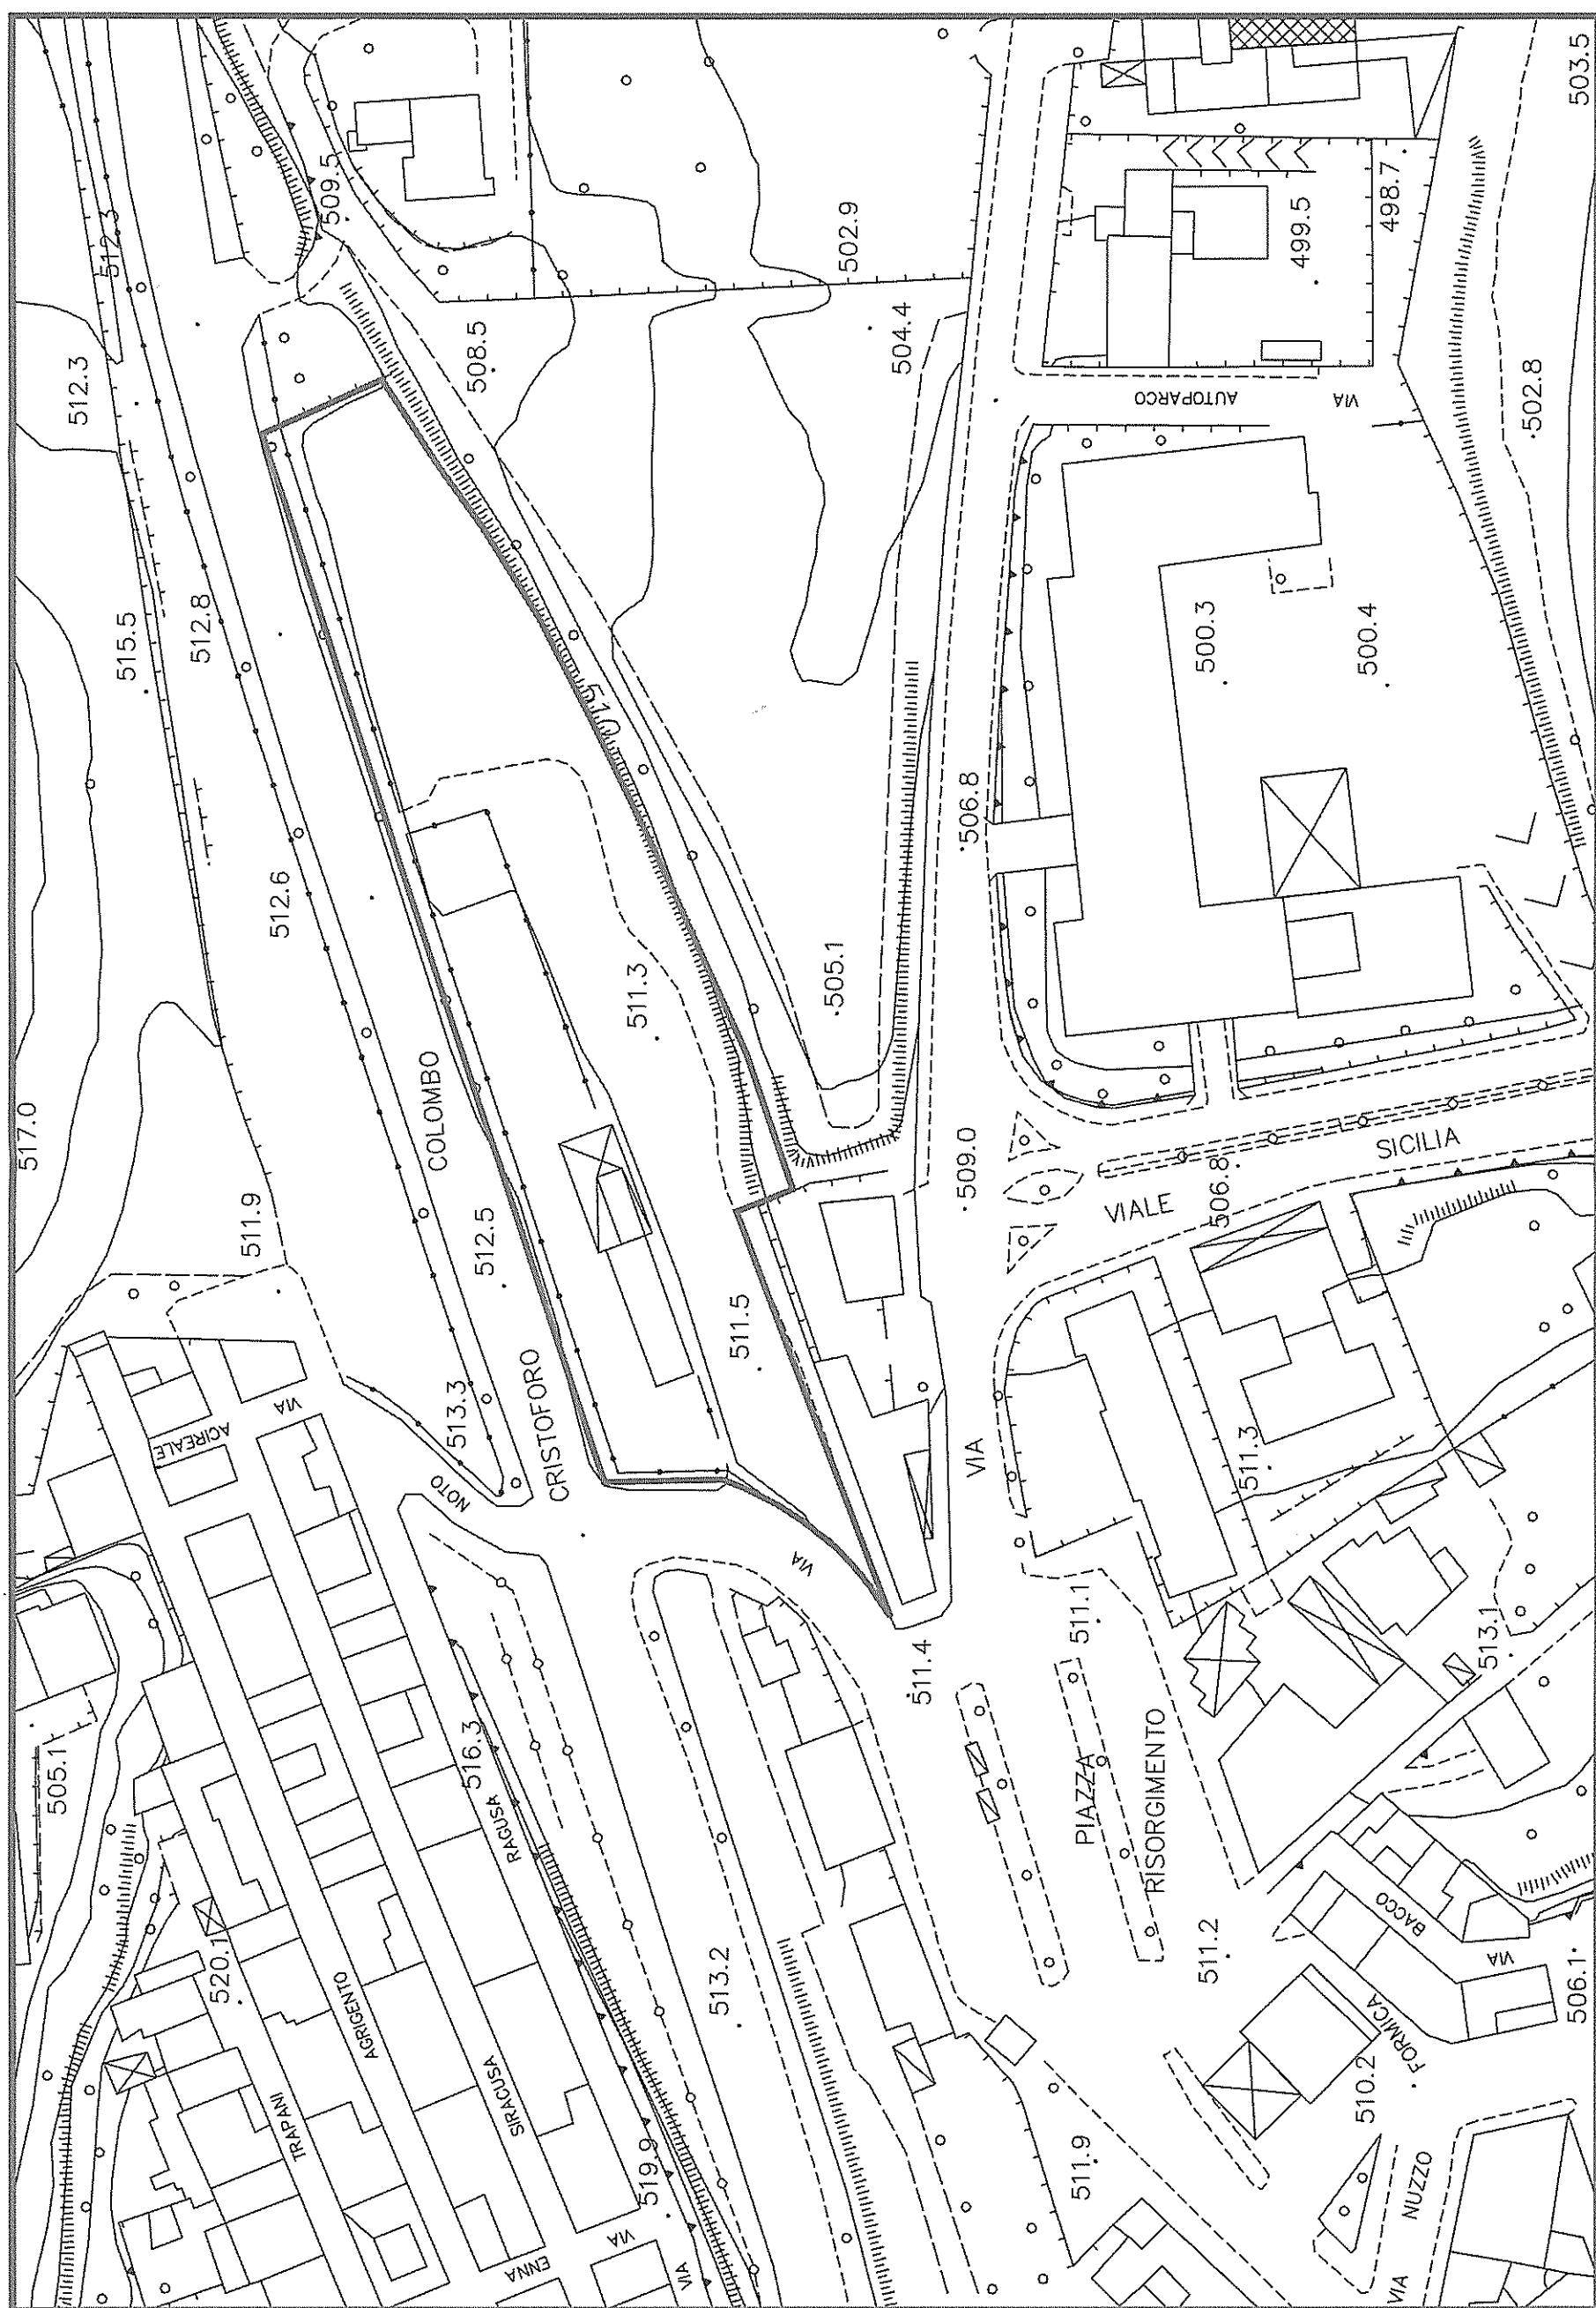 503.5
512.3
509.5
502.9
499.5
498.7
512.3
508.5
504.4
AUTOPARCO
VIA
502.8
515.5
512.8
510
500.3
500.4
506.8
512.6
511.3
505.1
517.0
COLOMBO
511.9
512.5
509.0
SICILIA
VIALE
506.8
511.5
513.3
CRISTOFORO
VIA
ACIREALE
NOTO
VIA
VIA
511.3
511.4
511.1
513.1
505.1
516.3
RAGUSA
PIAZZA
RISORGIMENTO
511.2
BACCO
VIA
506.1
520.1
AGRIGENTO
513.2
TRAPANI
SIRACUSA
FORMICA
510.2
519.9
511.9
VIA
ENNA
VIA
NUZZO
VIA